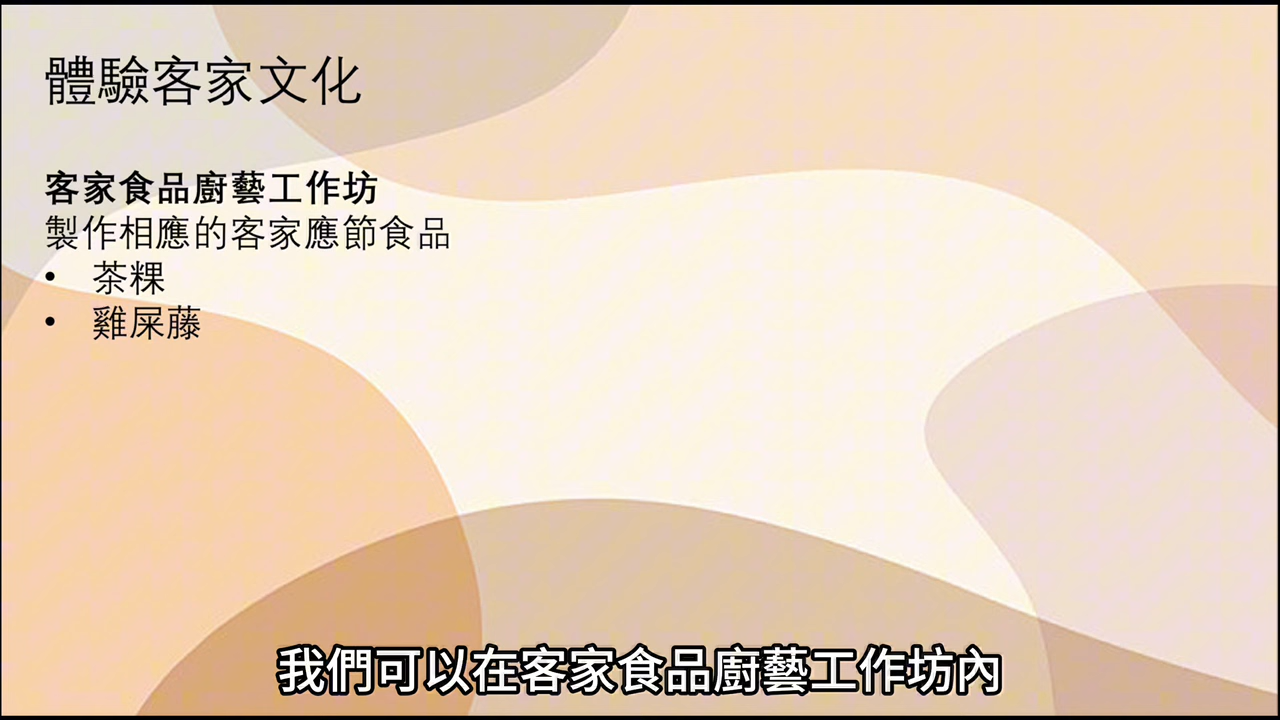 體驗客家文化
客家食品廚藝工作坊
製作相應的客家應節食品
• 茶粿
• 雞屎藤
我們可以在客家食品廚藝工作坊內